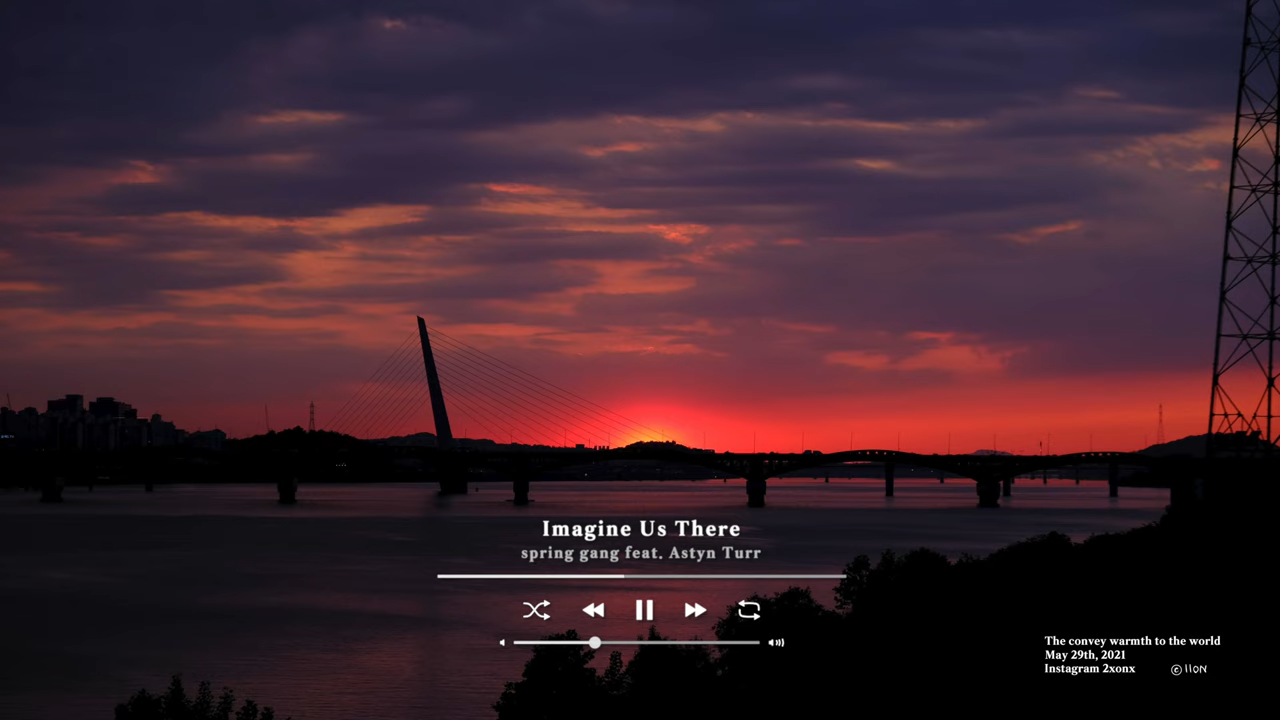 Imagine Us There
spring gang feat. Astyn Turr
The convey warmth to the world
May 29th, 2021
Instagram 2xonx
© llON